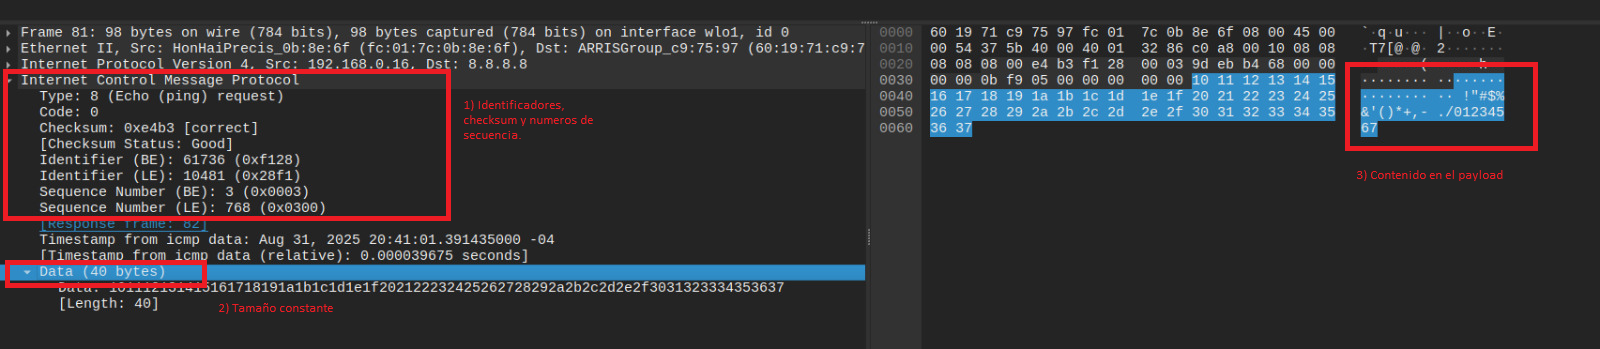 Frame 81: 98 bytes on wire (784 bits), 98 bytes captured (784 bits) on interface wlo1, id 0
Ethernet II, Src: HonHaiPrecis_0b:8e:6f (fc:01:7c:0b:8e:6f), Dst: ARRISGroup_c9:75:97 (60:19:71:c9:7
Internet Protocol Version 4, Src: 192.168.0.16, Dst: 8.8.8.8
Internet Control Message Protocol
Type: 8 (Echo (ping) request)
Code: 0
Checksum: 0xe4b3 [correct]
[Checksum Status: Good]
Identifier (BE): 61736 (0xf128)
Identifier (LE): 10481 (0x28f1)
Sequence Number (BE): 3 (0x0003)
Sequence Number (LE): 768 (0x0300)
[Response frame: 82]
Timestamp from icmp data: Aug 31, 2025 20:41:01.391435000 -04
[Timestamp from icmp data (relative): 0.000039675 seconds]
Data (40 bytes)
Data: 101112131415161718191a1b1c1d1e1f202122232425262728292a2b2c2d2e2f3031323334353637
[Length: 40]
1) Identificadores,
checksum y numeros de
secuencia.
2) Tamaño constante
0000 60 19 71 c9 75 97 fc 01 7c 0b 8e 6f 08 00 45 00 `·q·u··· |··o··E·
0010 00 54 37 5b 40 00 40 01 32 86 c0 a8 00 10 08 08 ·T7[@·@· 2·······
0020 08 08 08 00 e4 b3 f1 28 00 03 9d eb b4 68 00 00 ·······( ·····h··
0030 00 00 0b f9 05 00 00 00 00 00 10 11 12 13 14 15 ········ ········
0040 16 17 18 19 1a 1b 1c 1d 1e 1f 20 21 22 23 24 25 ········ ·· !"#$%
0050 26 27 28 29 2a 2b 2c 2d 2e 2f 30 31 32 33 34 35 &'()*+,- ./012345
0060 36 37 67
3) Contenido en el payload